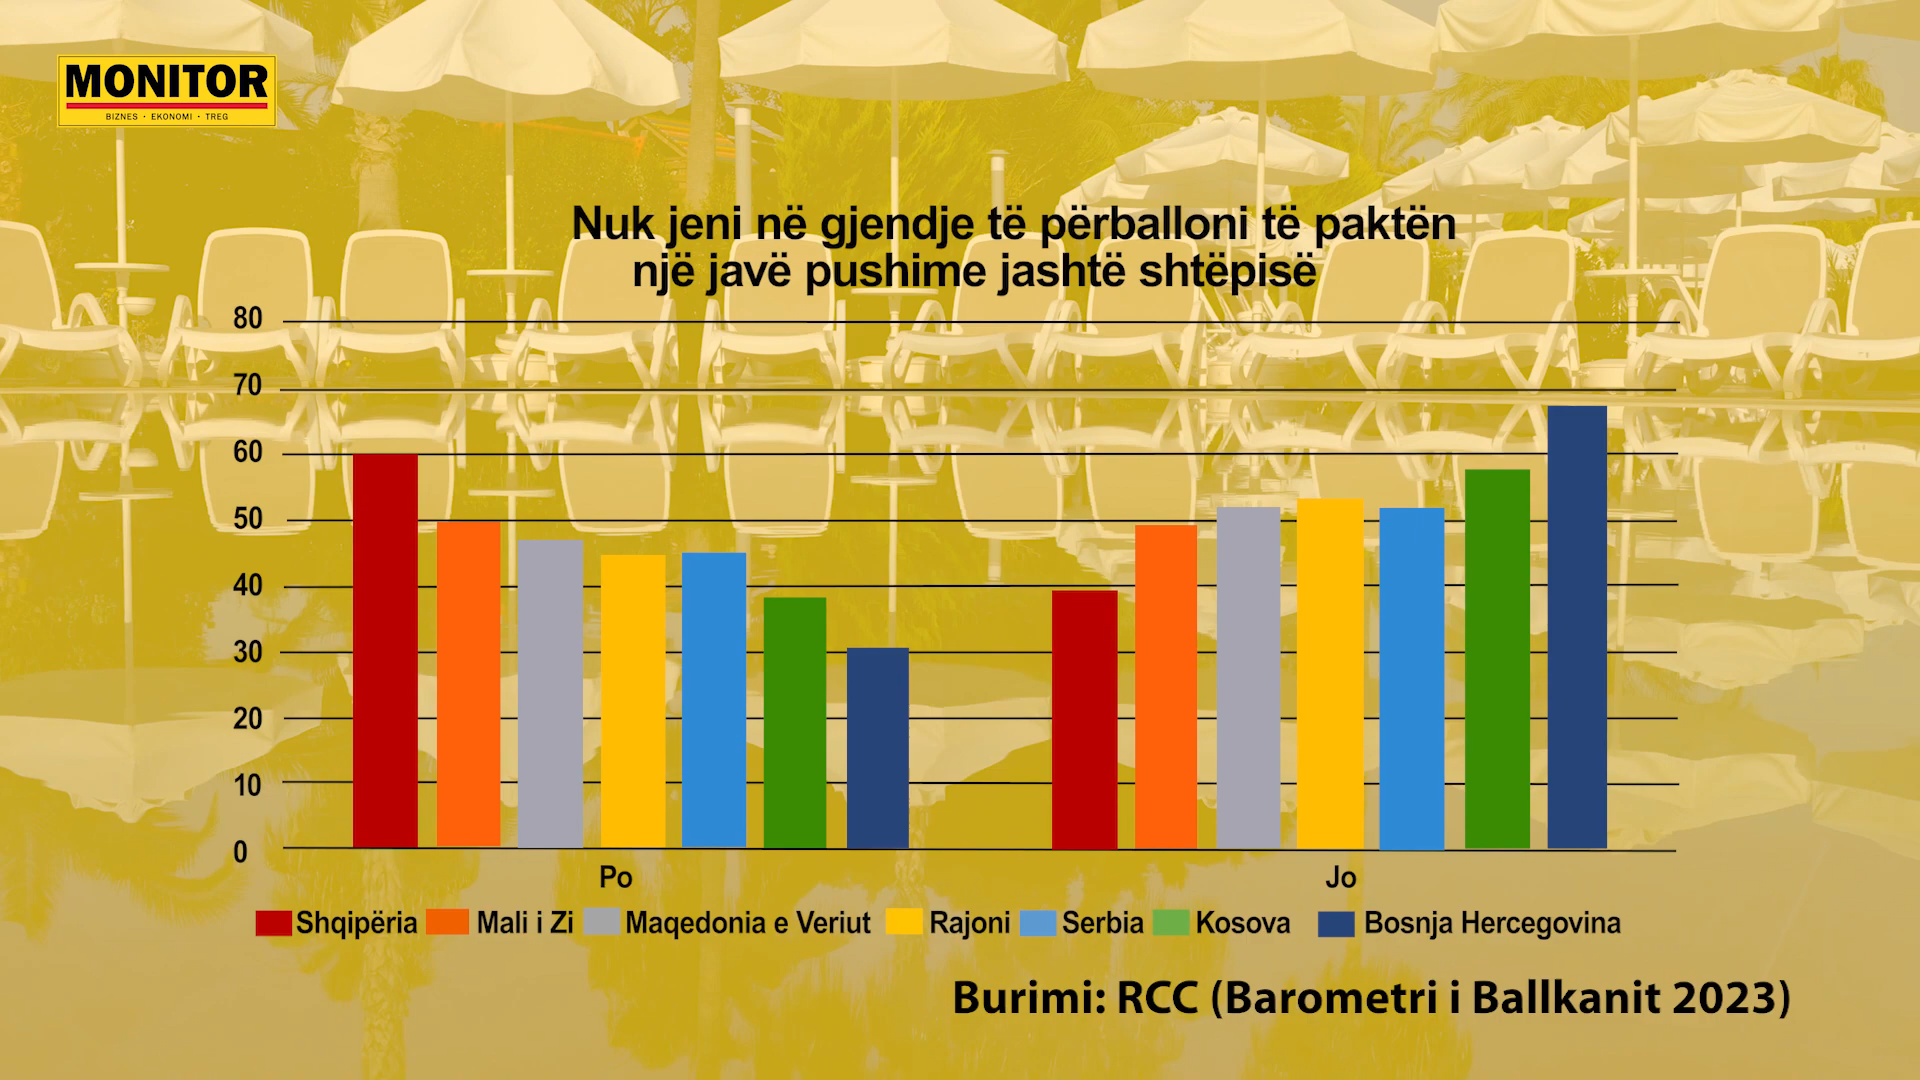 MONITOR
BIZNES · EKONOMI · TREG
Nuk jeni në gjendje të përballoni të paktën
një javë pushime jashtë shtëpisë
80
70
60
50
40
30
20
10
0
Po
Jo
Shqipëria Mali i Zi Maqedonia e Veriut Rajoni Serbia Kosova Bosnja Hercegovina
Burimi: RCC (Barometri i Ballkanit 2023)